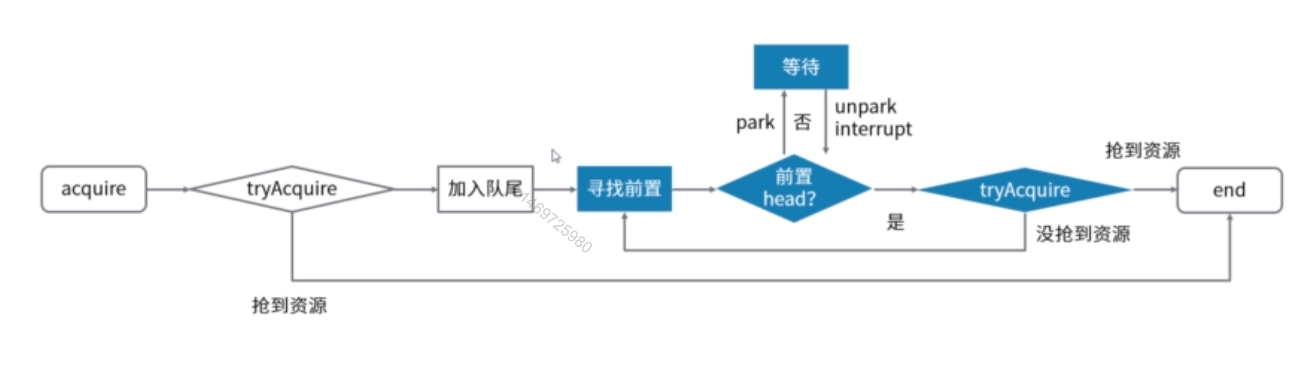 等待
park
否
unpark
interrupt
抢到资源
acquire
tryAcquire
加入队尾
寻找前置
前置
head?
tryAcquire
end
是
没抢到资源
1469725980
抢到资源